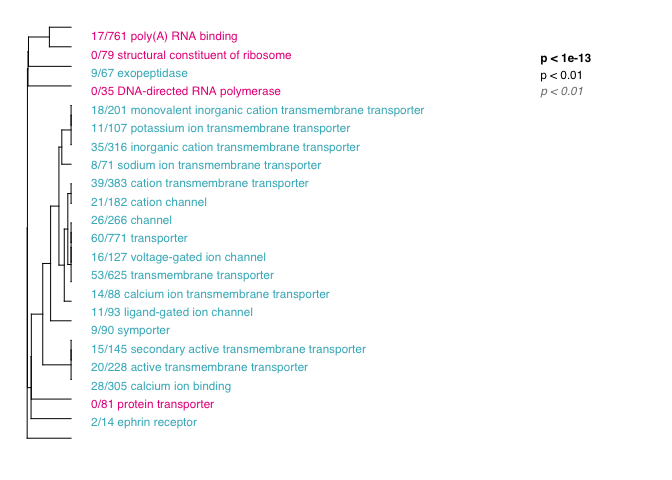 17/761 poly(A) RNA binding
0/79 structural constituent of ribosome
9/67 exopeptidase
0/35 DNA-directed RNA polymerase
18/201 monovalent inorganic cation transmembrane transporter
11/107 potassium ion transmembrane transporter
35/316 inorganic cation transmembrane transporter
8/71 sodium ion transmembrane transporter
39/383 cation transmembrane transporter
21/182 cation channel
26/266 channel
60/771 transporter
16/127 voltage-gated ion channel
53/625 transmembrane transporter
14/88 calcium ion transmembrane transporter
11/93 ligand-gated ion channel
9/90 symporter
15/145 secondary active transmembrane transporter
20/228 active transmembrane transporter
28/305 calcium ion binding
0/81 protein transporter
2/14 ephrin receptor
p < 1e-13
p < 0.01
p < 0.01